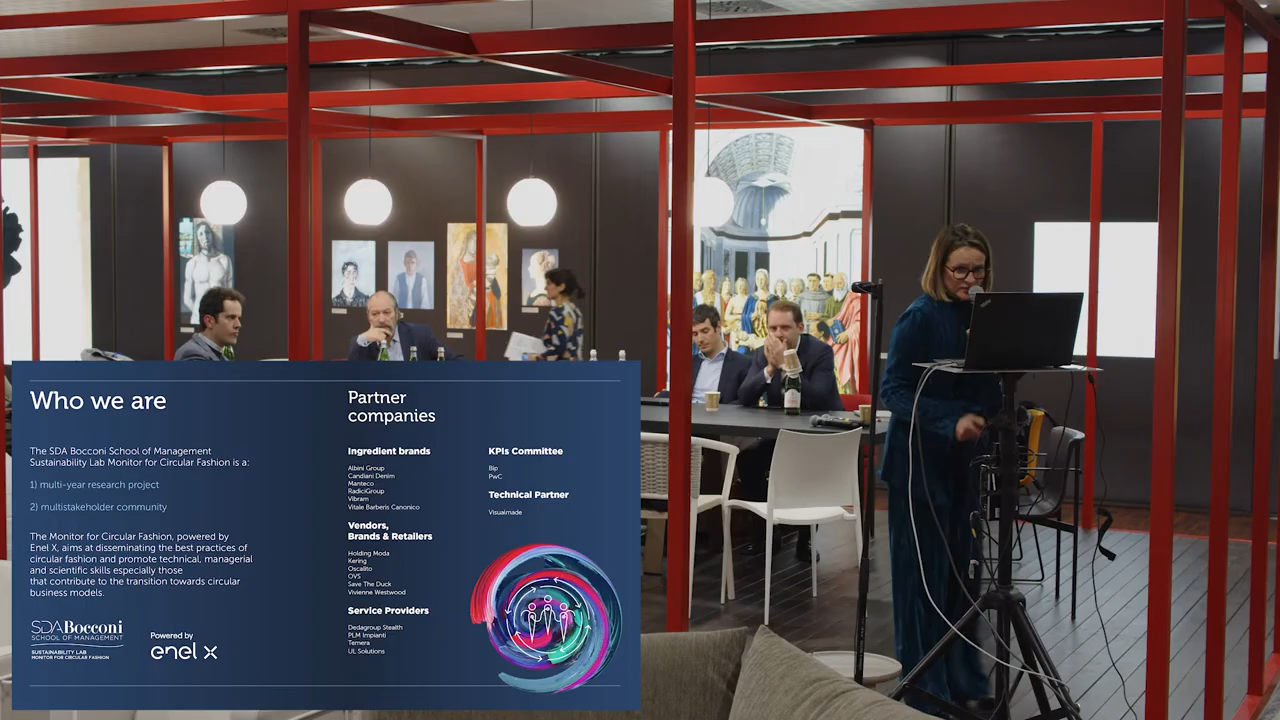 Who we are
The SDA Bocconi School of Management
Sustainability Lab Monitor for Circular Fashion is a:
1) multi-year research project
2) multistakeholder community
The Monitor for Circular Fashion, powered by
Enel X, aims at disseminating the best practices of
circular fashion and promote technical, managerial
and scientific skills especially those
that contribute to the transition towards circular
business models.
SDA Bocconi
SCHOOL OF MANAGEMENT
SUSTAINABILITY LAB
MONITOR FOR CIRCULAR FASHION
Powered by
enel x
Partner
companies
Ingredient brands
Albini Group
Candiani Denim
Manteco
RadiciGroup
Vibram
Vitale Barberis Canonico
Vendors,
Brands & Retailers
Holding Moda
Kering
Oscalito
OVS
Save The Duck
Vivienne Westwood
Service Providers
Dedagroup Stealth
PLM Impianti
Temera
UL Solutions
KPIs Committee
Bip
PwC
Technical Partner
Visualmade